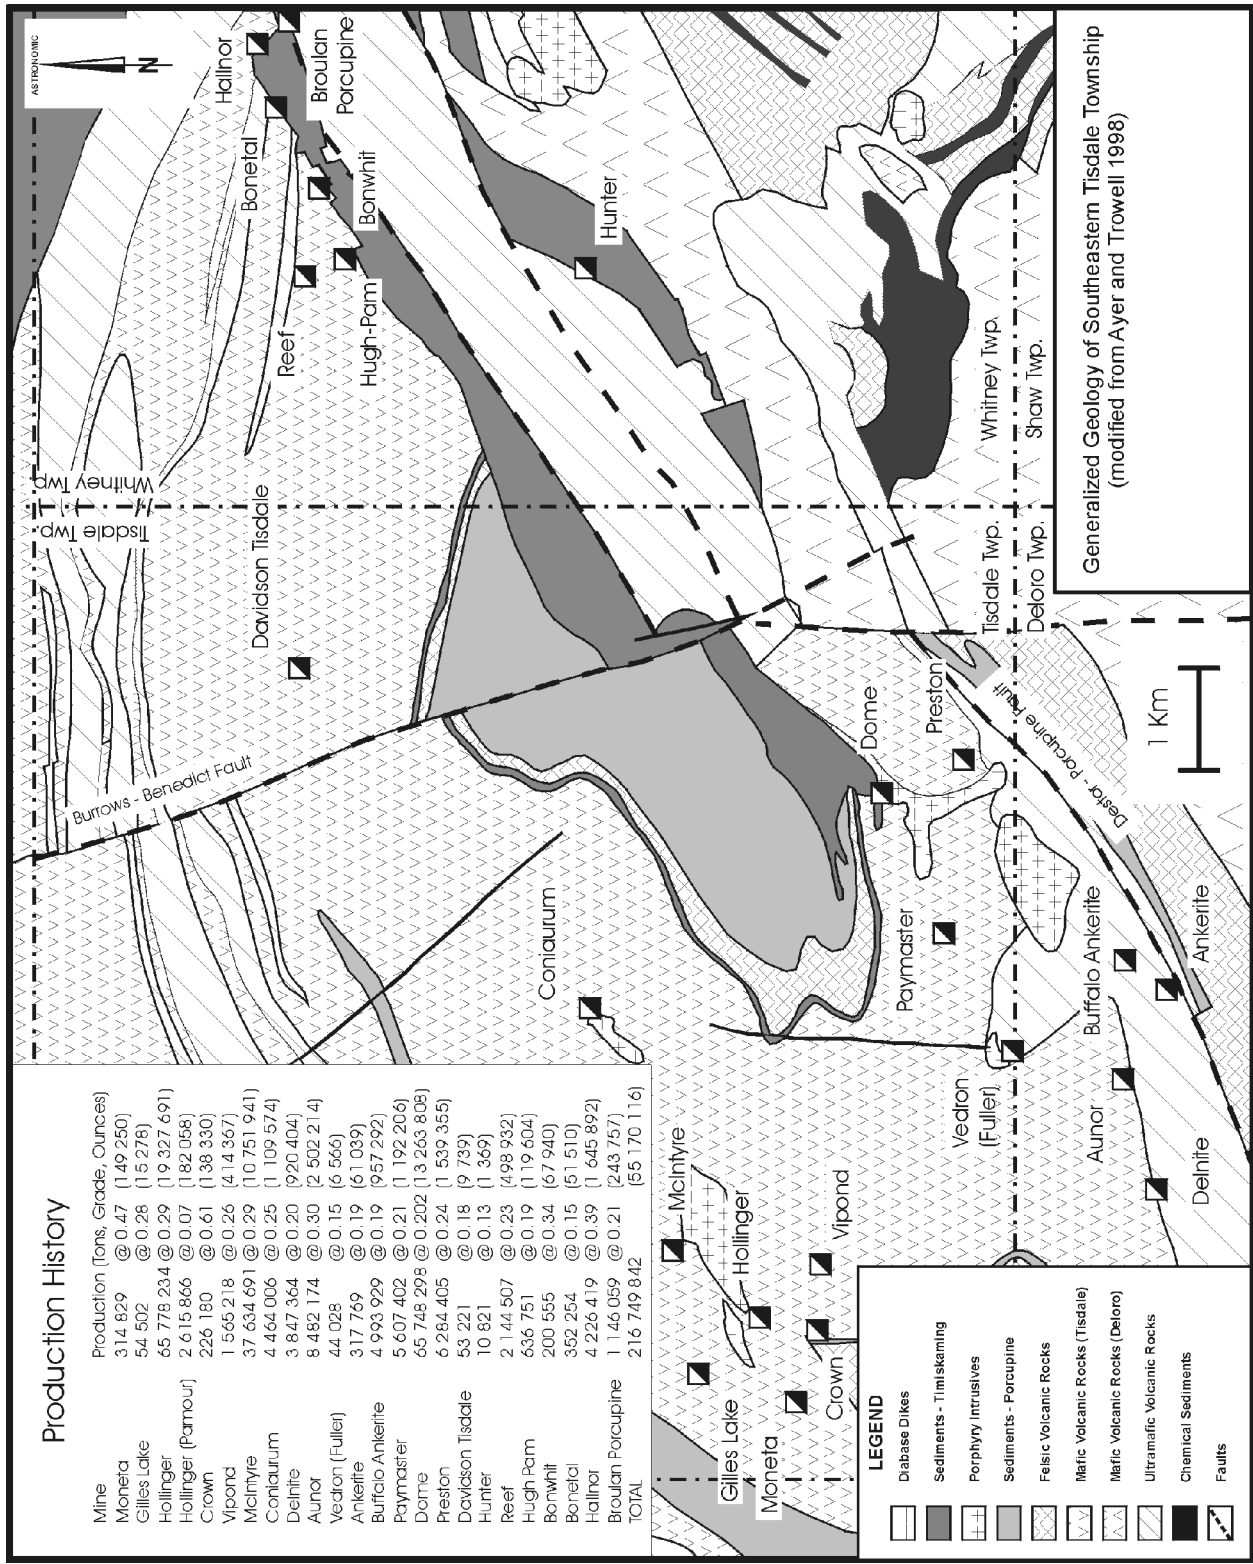 Production History
Mine Production (Tons, Grade, Ounces)
Moneta 314 829 @ 0.47 (149 250)
Gilles Lake 54 502 @ 0.28 (15 278)
Hollinger 65 778 234 @ 0.29 (19 327 691)
Hollinger (Pamour) 2 615 866 @ 0.07 (182 058)
Crown 226 180 @ 0.61 (138 330)
Vipond 1 565 218 @ 0.26 (414 367)
McIntyre 37 634 691 @ 0.29 (10 751 941)
Coniaurum 4 464 006 @ 0.25 (1 109 574)
Delnite 3 847 364 @ 0.20 (920 404)
Aunor 8 482 174 @ 0.30 (2 502 214)
Vedron (Fuller) 44 028 @ 0.15 (6 566)
Ankerite 317 769 @ 0.19 (61 039)
Buffalo Ankerite 4 993 929 @ 0.19 (957 292)
Paymaster 5 607 402 @ 0.21 (1 192 206)
Dome 65 748 298 @ 0.202 (13 263 808)
Preston 6 284 405 @ 0.24 (1 539 355)
Davidson Tisdale 53 221 @ 0.18 (9 739)
Hunter 10 821 @ 0.13 (1 369)
Reef 2 144 507 @ 0.23 (498 932)
Hugh Pam 636 751 @ 0.19 (119 604)
Bonwhit 200 555 @ 0.34 (67 940)
Bonetal 352 254 @ 0.15 (51 510)
Hallnor 4 226 419 @ 0.39 (1 645 892)
Broulan Porcupine 1 146 059 @ 0.21 (243 757)
TOTAL 216 749 842 (55 170 116)
ASTRONOMIC
N
Hallnor
Broulan
Porcupine
Bonetal
Bonwhit
Reef
Hugh-Pam
Hunter
Whitney Twp.
Tisdale Twp.
Davidson Tisdale
Burrows - Benedict Fault
Coniaurum
Dome
Preston
Paymaster
Destor - Porcupine Fault
Whitney Twp.
Shaw Twp.
Tisdale Twp.
Deloro Twp.
1 Km
McIntyre
Hollinger
Vipond
Gilles Lake
Moneta
Crown
Vedron
(Fuller)
Aunor
Buffalo Ankerite
Ankerite
Delnite
LEGEND
Diabase Dikes
Sediments - Timiskaming
Porphyry Intrusives
Sediments - Porcupine
Felsic Volcanic Rocks
Mafic Volcanic Rocks (Tisdale)
Mafic Volcanic Rocks (Deloro)
Ultramafic Volcanic Rocks
Chemical Sediments
Faults
Generalized Geology of Southeastern Tisdale Township
(modified from Ayer and Trowell 1998)